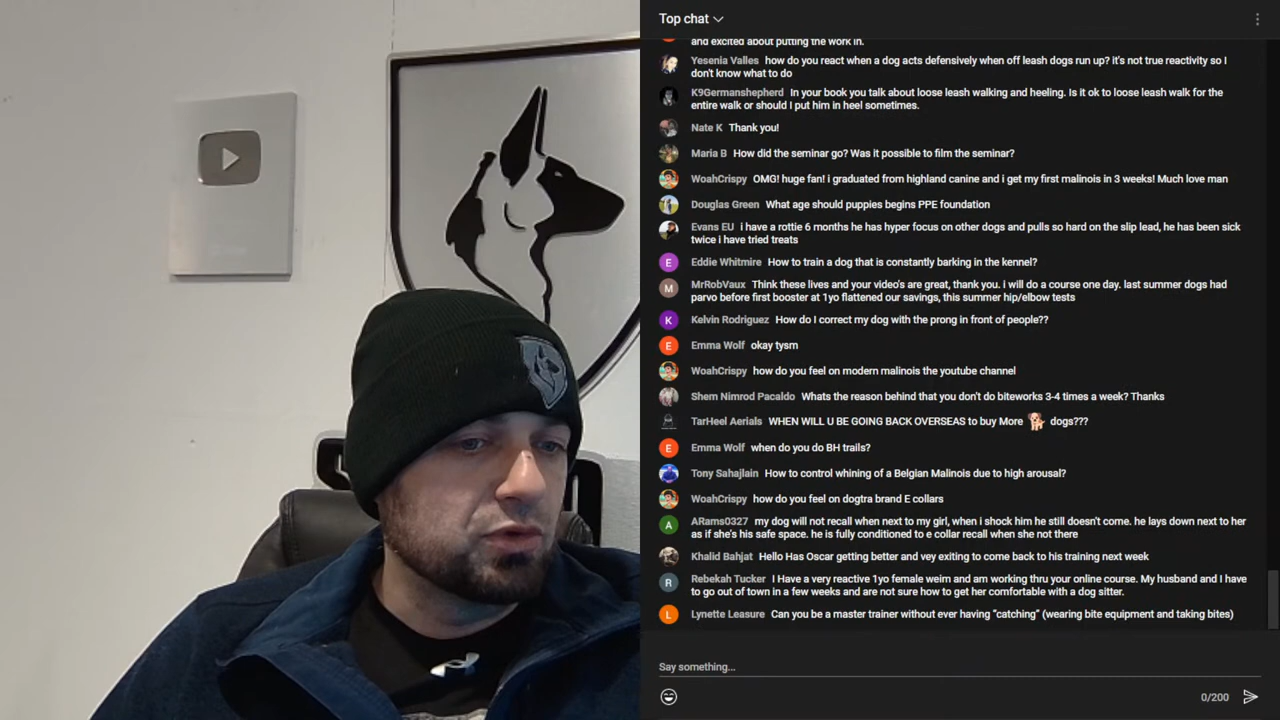 Top chat
and excited about putting the work in.
Yesenia Valles how do you react when a dog acts defensively when off leash dogs run up? it's not true reactivity so I
don't know what to do
K9Germanshepherd In your book you talk about loose leash walking and heeling. Is it ok to loose leash walk for the
entire walk or should I put him in heel sometimes.
Nate K Thank you!
Maria B How did the seminar go? Was it possible to film the seminar?
WoahCrispy OMG! huge fan! i graduated from highland canine and i get my first malinois in 3 weeks! Much love man
Douglas Green What age should puppies begins PPE foundation
Evans EU i have a rottie 6 months he has hyper focus on other dogs and pulls so hard on the slip lead, he has been sick
twice i have tried treats
E Eddie Whitmire How to train a dog that is constantly barking in the kennel?
M MrRobVaux Think these lives and your video's are great, thank you. i will do a course one day. last summer dogs had
parvo before first booster at 1yo flattened our savings, this summer hip/elbow tests
K Kelvin Rodriguez How do I correct my dog with the prong in front of people??
E Emma Wolf okay tysm
WoahCrispy how do you feel on modern malinois the youtube channel
Shem Nimrod Pacaldo Whats the reason behind that you don't do biteworks 3-4 times a week? Thanks
TarHeel Aerials WHEN WILL U BE GOING BACK OVERSEAS to buy More 🐕 dogs???
E Emma Wolf when do you do BH trails?
Tony Sahajlain How to control whining of a Belgian Malinois due to high arousal?
WoahCrispy how do you feel on dogtra brand E collars
A ARams0327 my dog will not recall when next to my girl, when i shock him he still doesn't come. he lays down next to her
as if she's his safe space. he is fully conditioned to e collar recall when she not there
Khalid Bahjat Hello Has Oscar getting better and vey exiting to come back to his training next week
R Rebekah Tucker I Have a very reactive 1yo female weim and am working thru your online course. My husband and I have
to go out of town in a few weeks and are not sure how to get her comfortable with a dog sitter.
L Lynette Leasure Can you be a master trainer without ever having "catching" (wearing bite equipment and taking bites)
Say something...
0/200